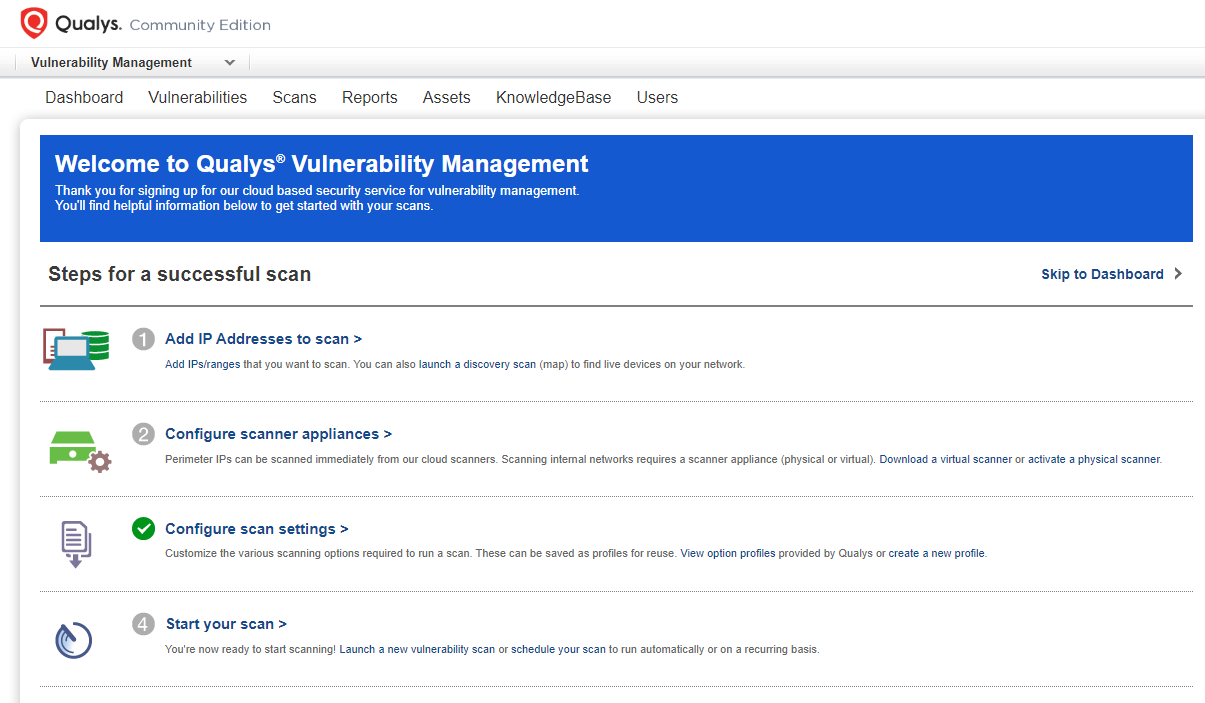 Qualys. Community Edition
Vulnerability Management
Dashboard Vulnerabilities Scans Reports Assets KnowledgeBase Users
Welcome to Qualys® Vulnerability Management
Thank you for signing up for our cloud based security service for vulnerability management.
You'll find helpful information below to get started with your scans.
Steps for a successful scan
Skip to Dashboard >
1 Add IP Addresses to scan >
Add IPs/ranges that you want to scan. You can also launch a discovery scan (map) to find live devices on your network.
2 Configure scanner appliances >
Perimeter IPs can be scanned immediately from our cloud scanners. Scanning internal networks requires a scanner appliance (physical or virtual). Download a virtual scanner or activate a physical scanner.
Configure scan settings >
Customize the various scanning options required to run a scan. These can be saved as profiles for reuse. View option profiles provided by Qualys or create a new profile.
4 Start your scan >
You're now ready to start scanning! Launch a new vulnerability scan or schedule your scan to run automatically or on a recurring basis.